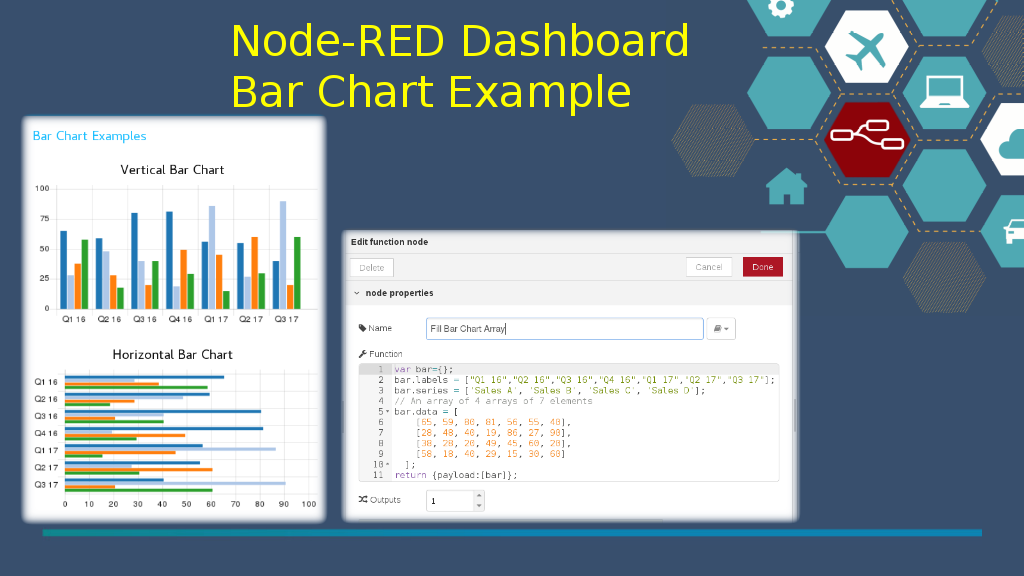 Node-RED Dashboard
Bar Chart Example
Bar Chart Examples
Vertical Bar Chart
100
75
50
25
0
Q1 16 Q2 16 Q3 16 Q4 16 Q1 17 Q2 17 Q3 17
Horizontal Bar Chart
Q1 16
Q2 16
Q3 16
Q4 16
Q1 17
Q2 17
Q3 17
0 10 20 30 40 50 60 70 80 90 100
Edit function node
Delete Cancel Done
node properties
Name Fill Bar Chart Array
Function
1 var bar={};
2 bar.labels = ["Q1 16","Q2 16","Q3 16","Q4 16","Q1 17","Q2 17","Q3 17"];
3 bar.series = ['Sales A', 'Sales B', 'Sales C', 'Sales D'];
4 // An array of 4 arrays of 7 elements
5 bar.data = [
6 [65, 59, 80, 81, 56, 55, 40],
7 [28, 48, 40, 19, 86, 27, 90],
8 [38, 28, 20, 49, 45, 60, 20],
9 [58, 18, 40, 29, 15, 30, 60]
10 ];
11 return {payload:[bar]};
Outputs 1